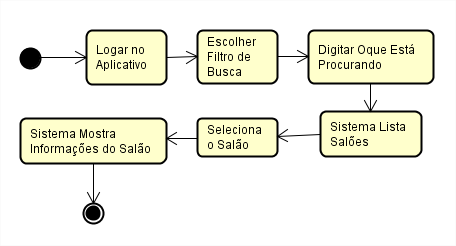 Logar no
Aplicativo
Escolher
Filtro de
Busca
Digitar Oque Está
Procurando
Sistema Lista
Salões
Seleciona
o Salão
Sistema Mostra
Informações do Salão